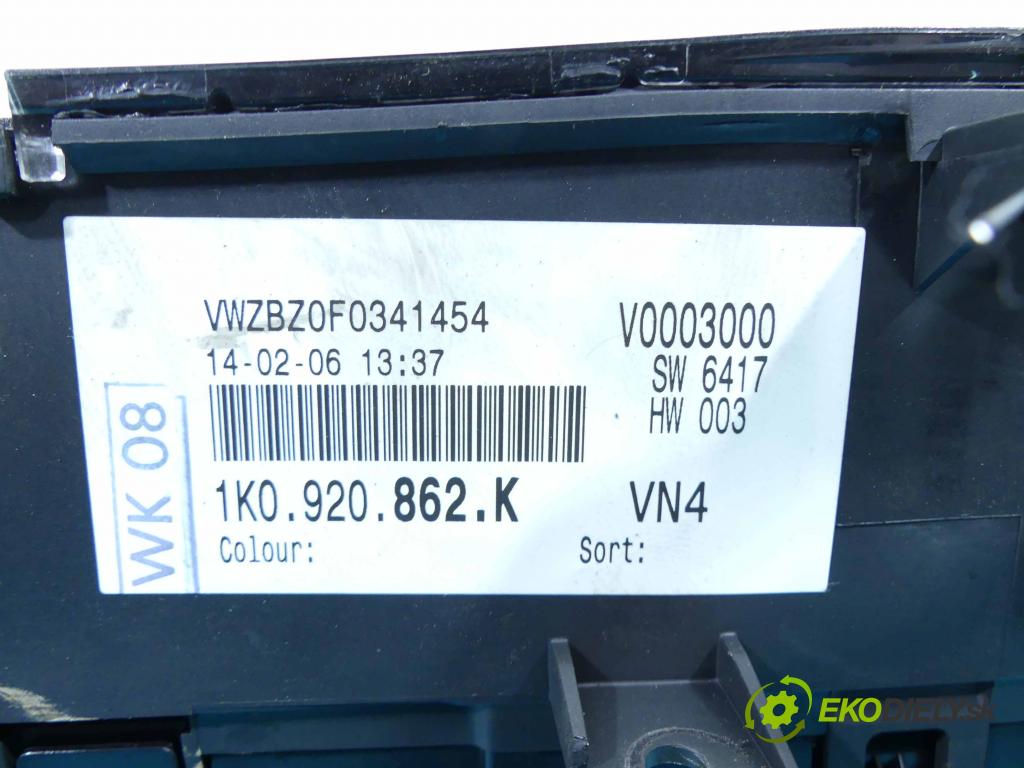 VWZBZ0F0341454
V0003000
14-02-06 13:37
SW 6417
HW 003
WK 08
1K0.920.862.K
VN4
Colour:
Sort:
EKODIELY.SK